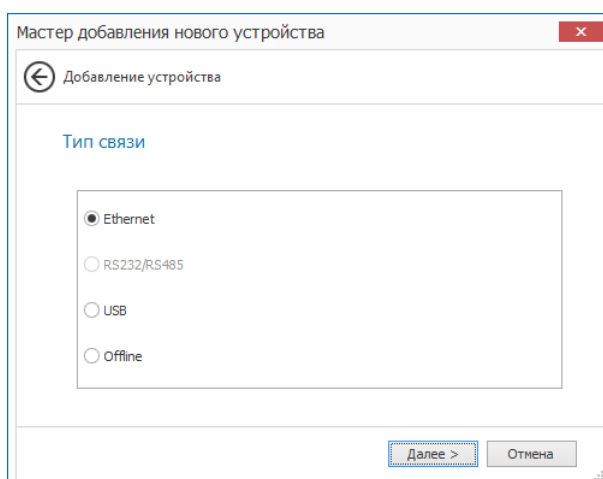 Мастер добавления нового устройства
Добавление устройства
Тип связи
Ethernet
RS232/RS485
USB
Offline
Далее >
Отмена